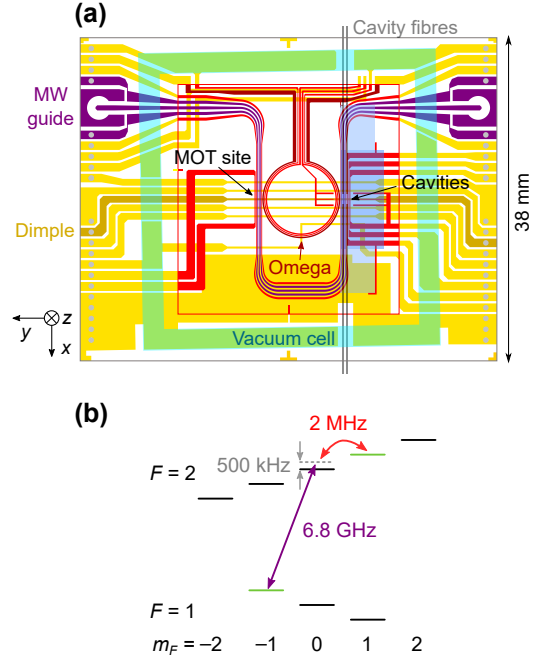 (a)
Cavity fibres
MW
guide
MOT site
Cavities
38 mm
Dimple
Omega
y
z
x
Vacuum cell
(b)
2 MHz
500 kHz
F = 2
6.8 GHz
F = 1
m_F = –2 –1 0 1 2